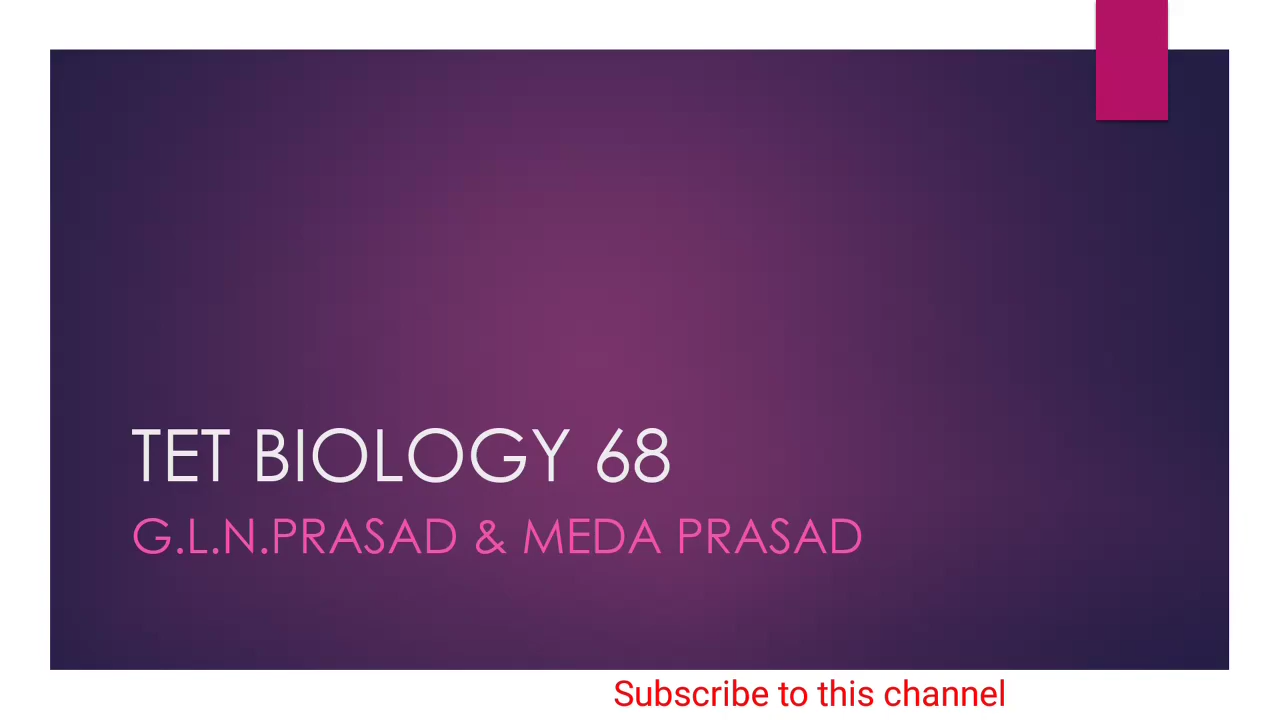 TET BIOLOGY 68
G.L.N.PRASAD & MEDA PRASAD
Subscribe to this channel